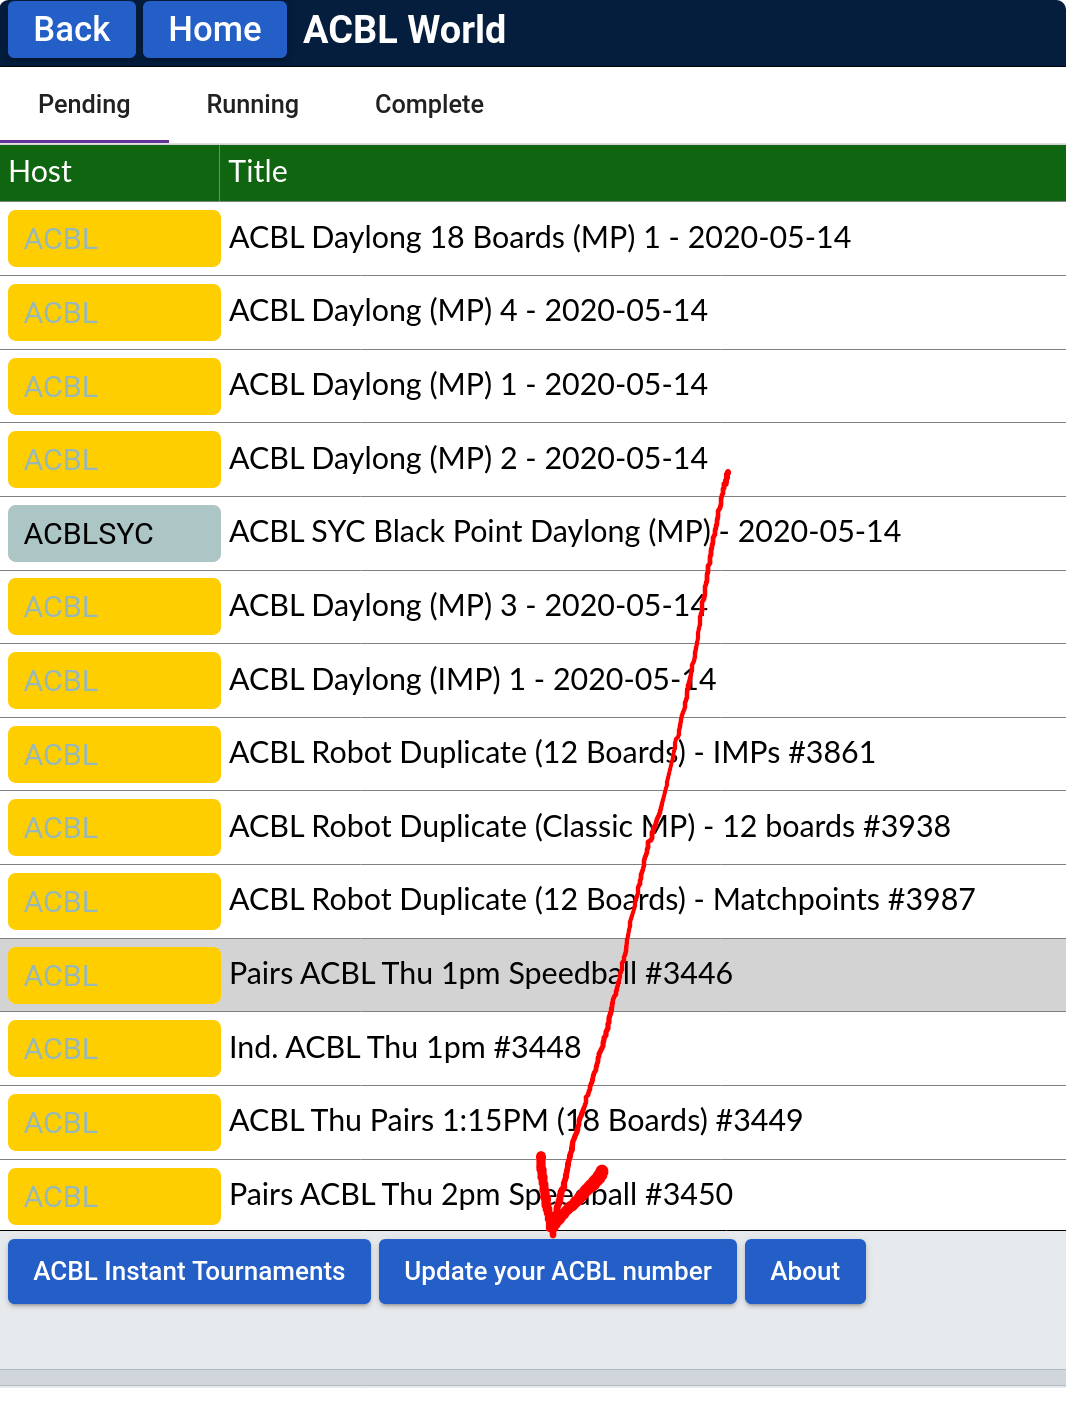 Back Home ACBL World
Pending Running Complete
Host Title
ACBL ACBL Daylong 18 Boards (MP) 1 - 2020-05-14
ACBL ACBL Daylong (MP) 4 - 2020-05-14
ACBL ACBL Daylong (MP) 1 - 2020-05-14
ACBL ACBL Daylong (MP) 2 - 2020-05-14
ACBLSYC ACBL SYC Black Point Daylong (MP) - 2020-05-14
ACBL ACBL Daylong (MP) 3 - 2020-05-14
ACBL ACBL Daylong (IMP) 1 - 2020-05-14
ACBL ACBL Robot Duplicate (12 Boards) - IMPs #3861
ACBL ACBL Robot Duplicate (Classic MP) - 12 boards #3938
ACBL ACBL Robot Duplicate (12 Boards) - Matchpoints #3987
ACBL Pairs ACBL Thu 1pm Speedball #3446
ACBL Ind. ACBL Thu 1pm #3448
ACBL ACBL Thu Pairs 1:15PM (18 Boards) #3449
ACBL Pairs ACBL Thu 2pm Speedball #3450
ACBL Instant Tournaments Update your ACBL number About